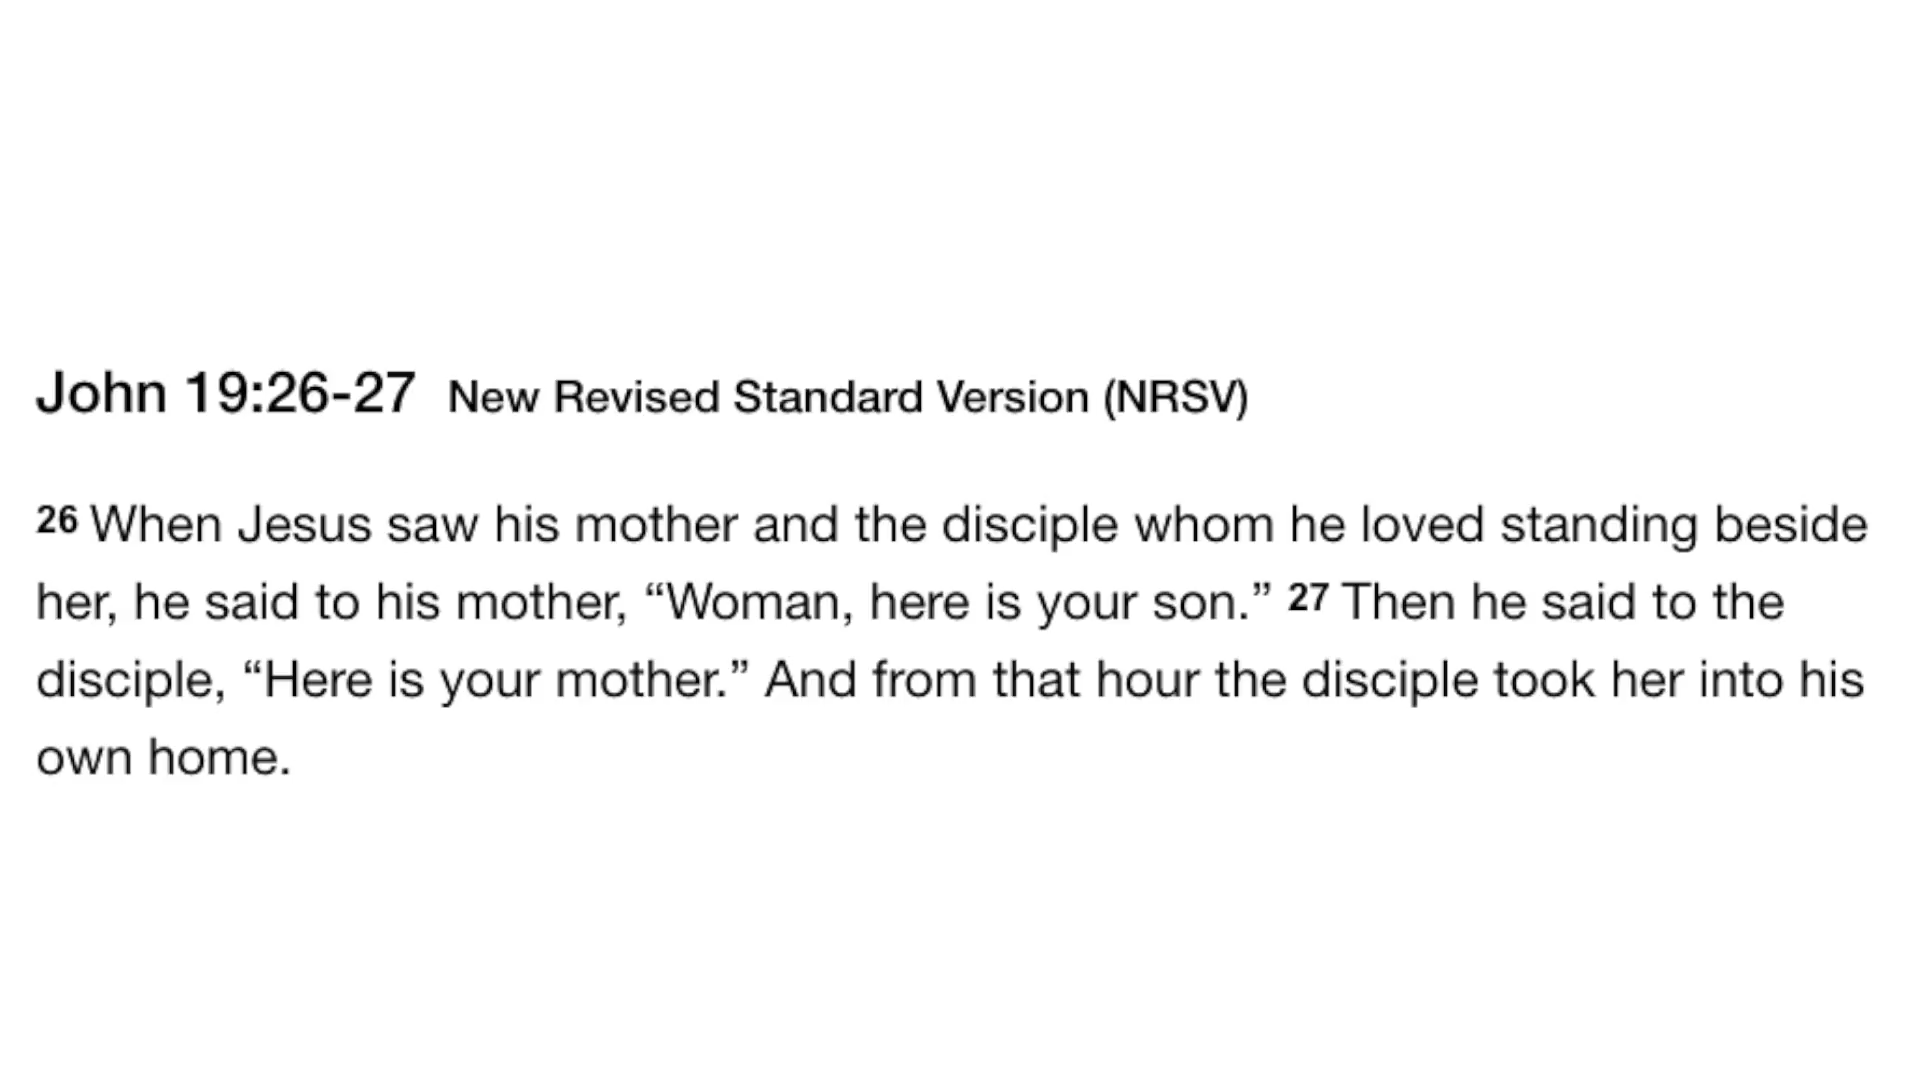 John 19:26-27 New Revised Standard Version (NRSV)
26 When Jesus saw his mother and the disciple whom he loved standing beside
her, he said to his mother, “Woman, here is your son.” 27 Then he said to the
disciple, “Here is your mother.” And from that hour the disciple took her into his
own home.